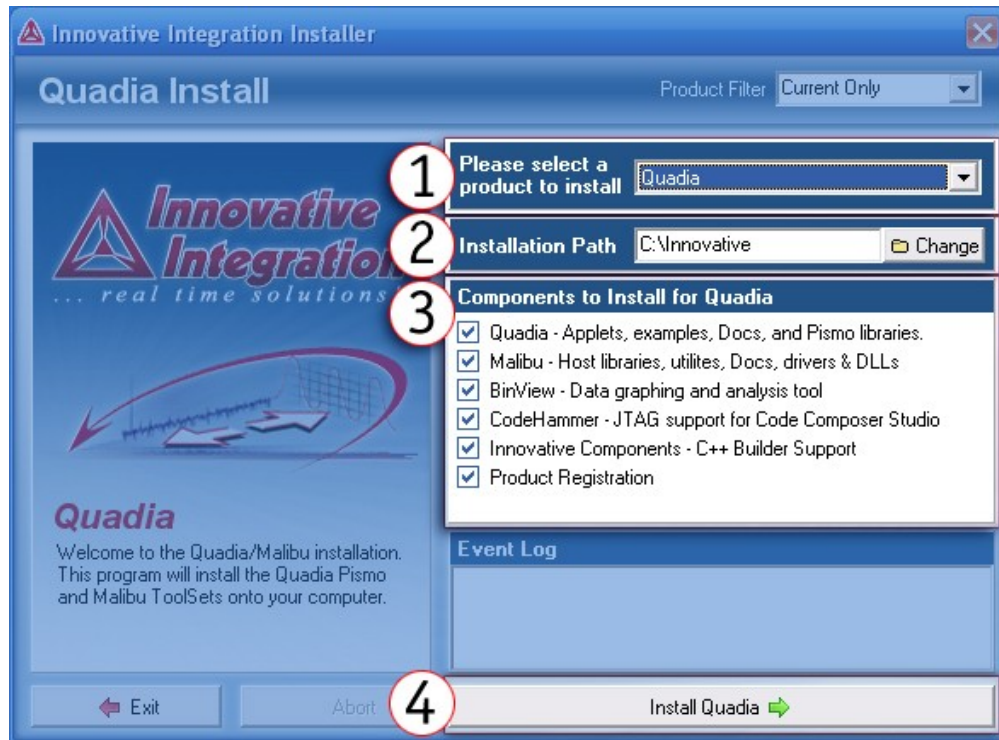 Innovative Integration Installer
Quadia Install
Product Filter Current Only
1
Please select a
product to install
Quadia
2
Installation Path C:\Innovative Change
3
Components to Install for Quadia
Quadia - Applets, examples, Docs, and Pismo libraries.
Malibu - Host libraries, utilites, Docs, drivers & DLLs
BinView - Data graphing and analysis tool
CodeHammer - JTAG support for Code Composer Studio
Innovative Components - C++ Builder Support
Product Registration
Innovative
Integration
... real time solutions!
Quadia
Welcome to the Quadia/Malibu installation.
This program will install the Quadia Pismo
and Malibu ToolSets onto your computer.
Event Log
Exit
Abort
4
Install Quadia